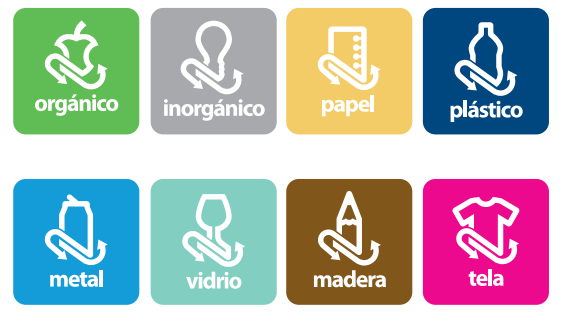 orgánico
inorgánico
papel
plástico
metal
vidrio
madera
tela